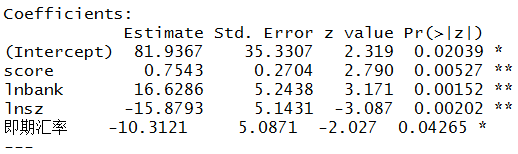 Coefficients:
Estimate Std. Error z value Pr(>|z|)
(Intercept) 81.9367 35.3307 2.319 0.02039 *
score 0.7543 0.2704 2.790 0.00527 **
lnbank 16.6286 5.2438 3.171 0.00152 **
lnsz -15.8793 5.1431 -3.087 0.00202 **
即期汇率 -10.3121 5.0871 -2.027 0.04265 *
---